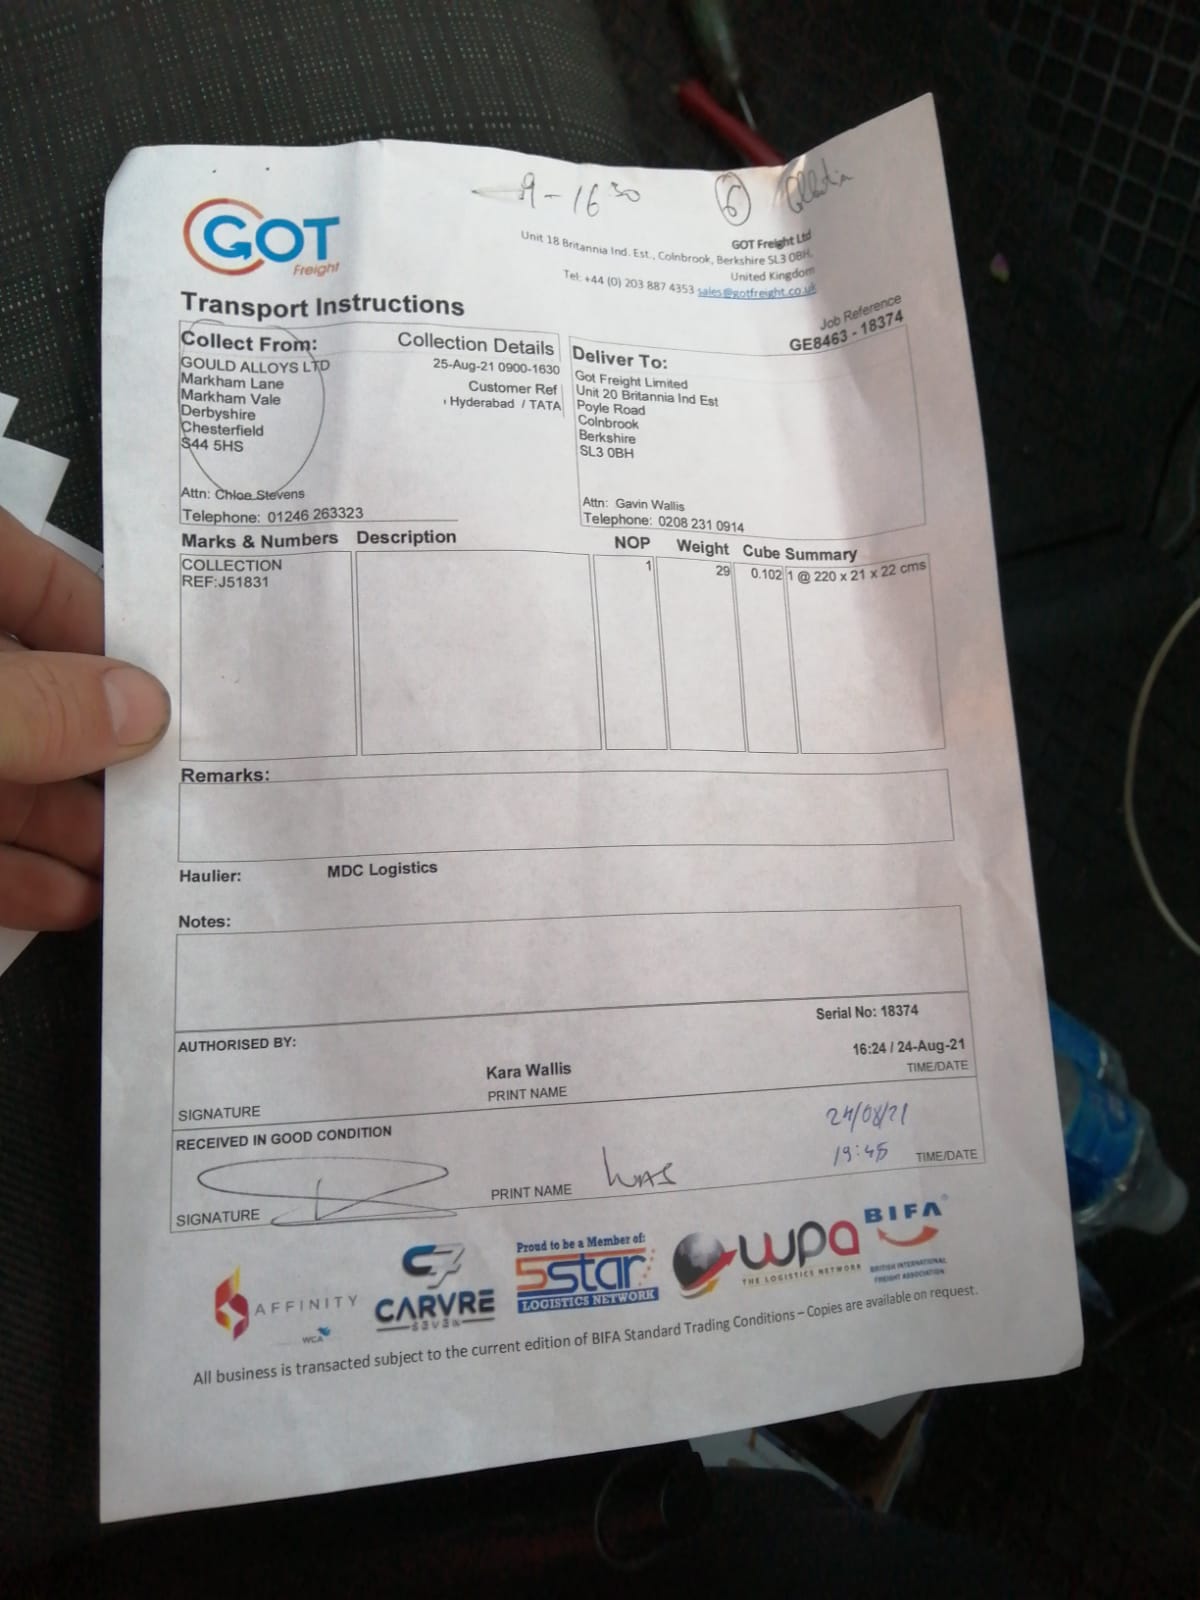 9-16 30
6
GOT
Freight
GOT Freight Ltd
Unit 18 Britannia Ind. Est., Colnbrook, Berkshire SL3 0BH,
United Kingdom
Tel: +44 (0) 203 887 4353 sales@gotfreight.co.uk
Transport Instructions
Job Reference
GE8463 - 18374
Collect From:
GOULD ALLOYS LTD
Markham Lane
Markham Vale
Derbyshire
Chesterfield
S44 5HS
Attn: Chloe Stevens
Telephone: 01246 263323
Collection Details
25-Aug-21 0900-1630
Customer Ref
Hyderabad / TATA
Deliver To:
Got Freight Limited
Unit 20 Britannia Ind Est
Poyle Road
Colnbrook
Berkshire
SL3 0BH
Attn: Gavin Wallis
Telephone: 0208 231 0914
Marks & Numbers Description NOP Weight Cube Summary
COLLECTION 1 29 0.102 1 @ 220 x 21 x 22 cms
REF:J51831
Remarks:
Haulier: MDC Logistics
Notes:
Serial No: 18374
AUTHORISED BY:
16:24 / 24-Aug-21
Kara Wallis
TIME/DATE
PRINT NAME
SIGNATURE
RECEIVED IN GOOD CONDITION
24/08/21
19:45 TIME/DATE
PRINT NAME WAS
SIGNATURE
AFFINITY
WCA
C7
CARVRE
S3V3N
Proud to be a Member of:
5star
LOGISTICS NETWORK
wpa
THE LOGISTICS NETWORK
BIFA
BRITISH INTERNATIONAL
FREIGHT ASSOCIATION
All business is transacted subject to the current edition of BIFA Standard Trading Conditions – Copies are available on request.